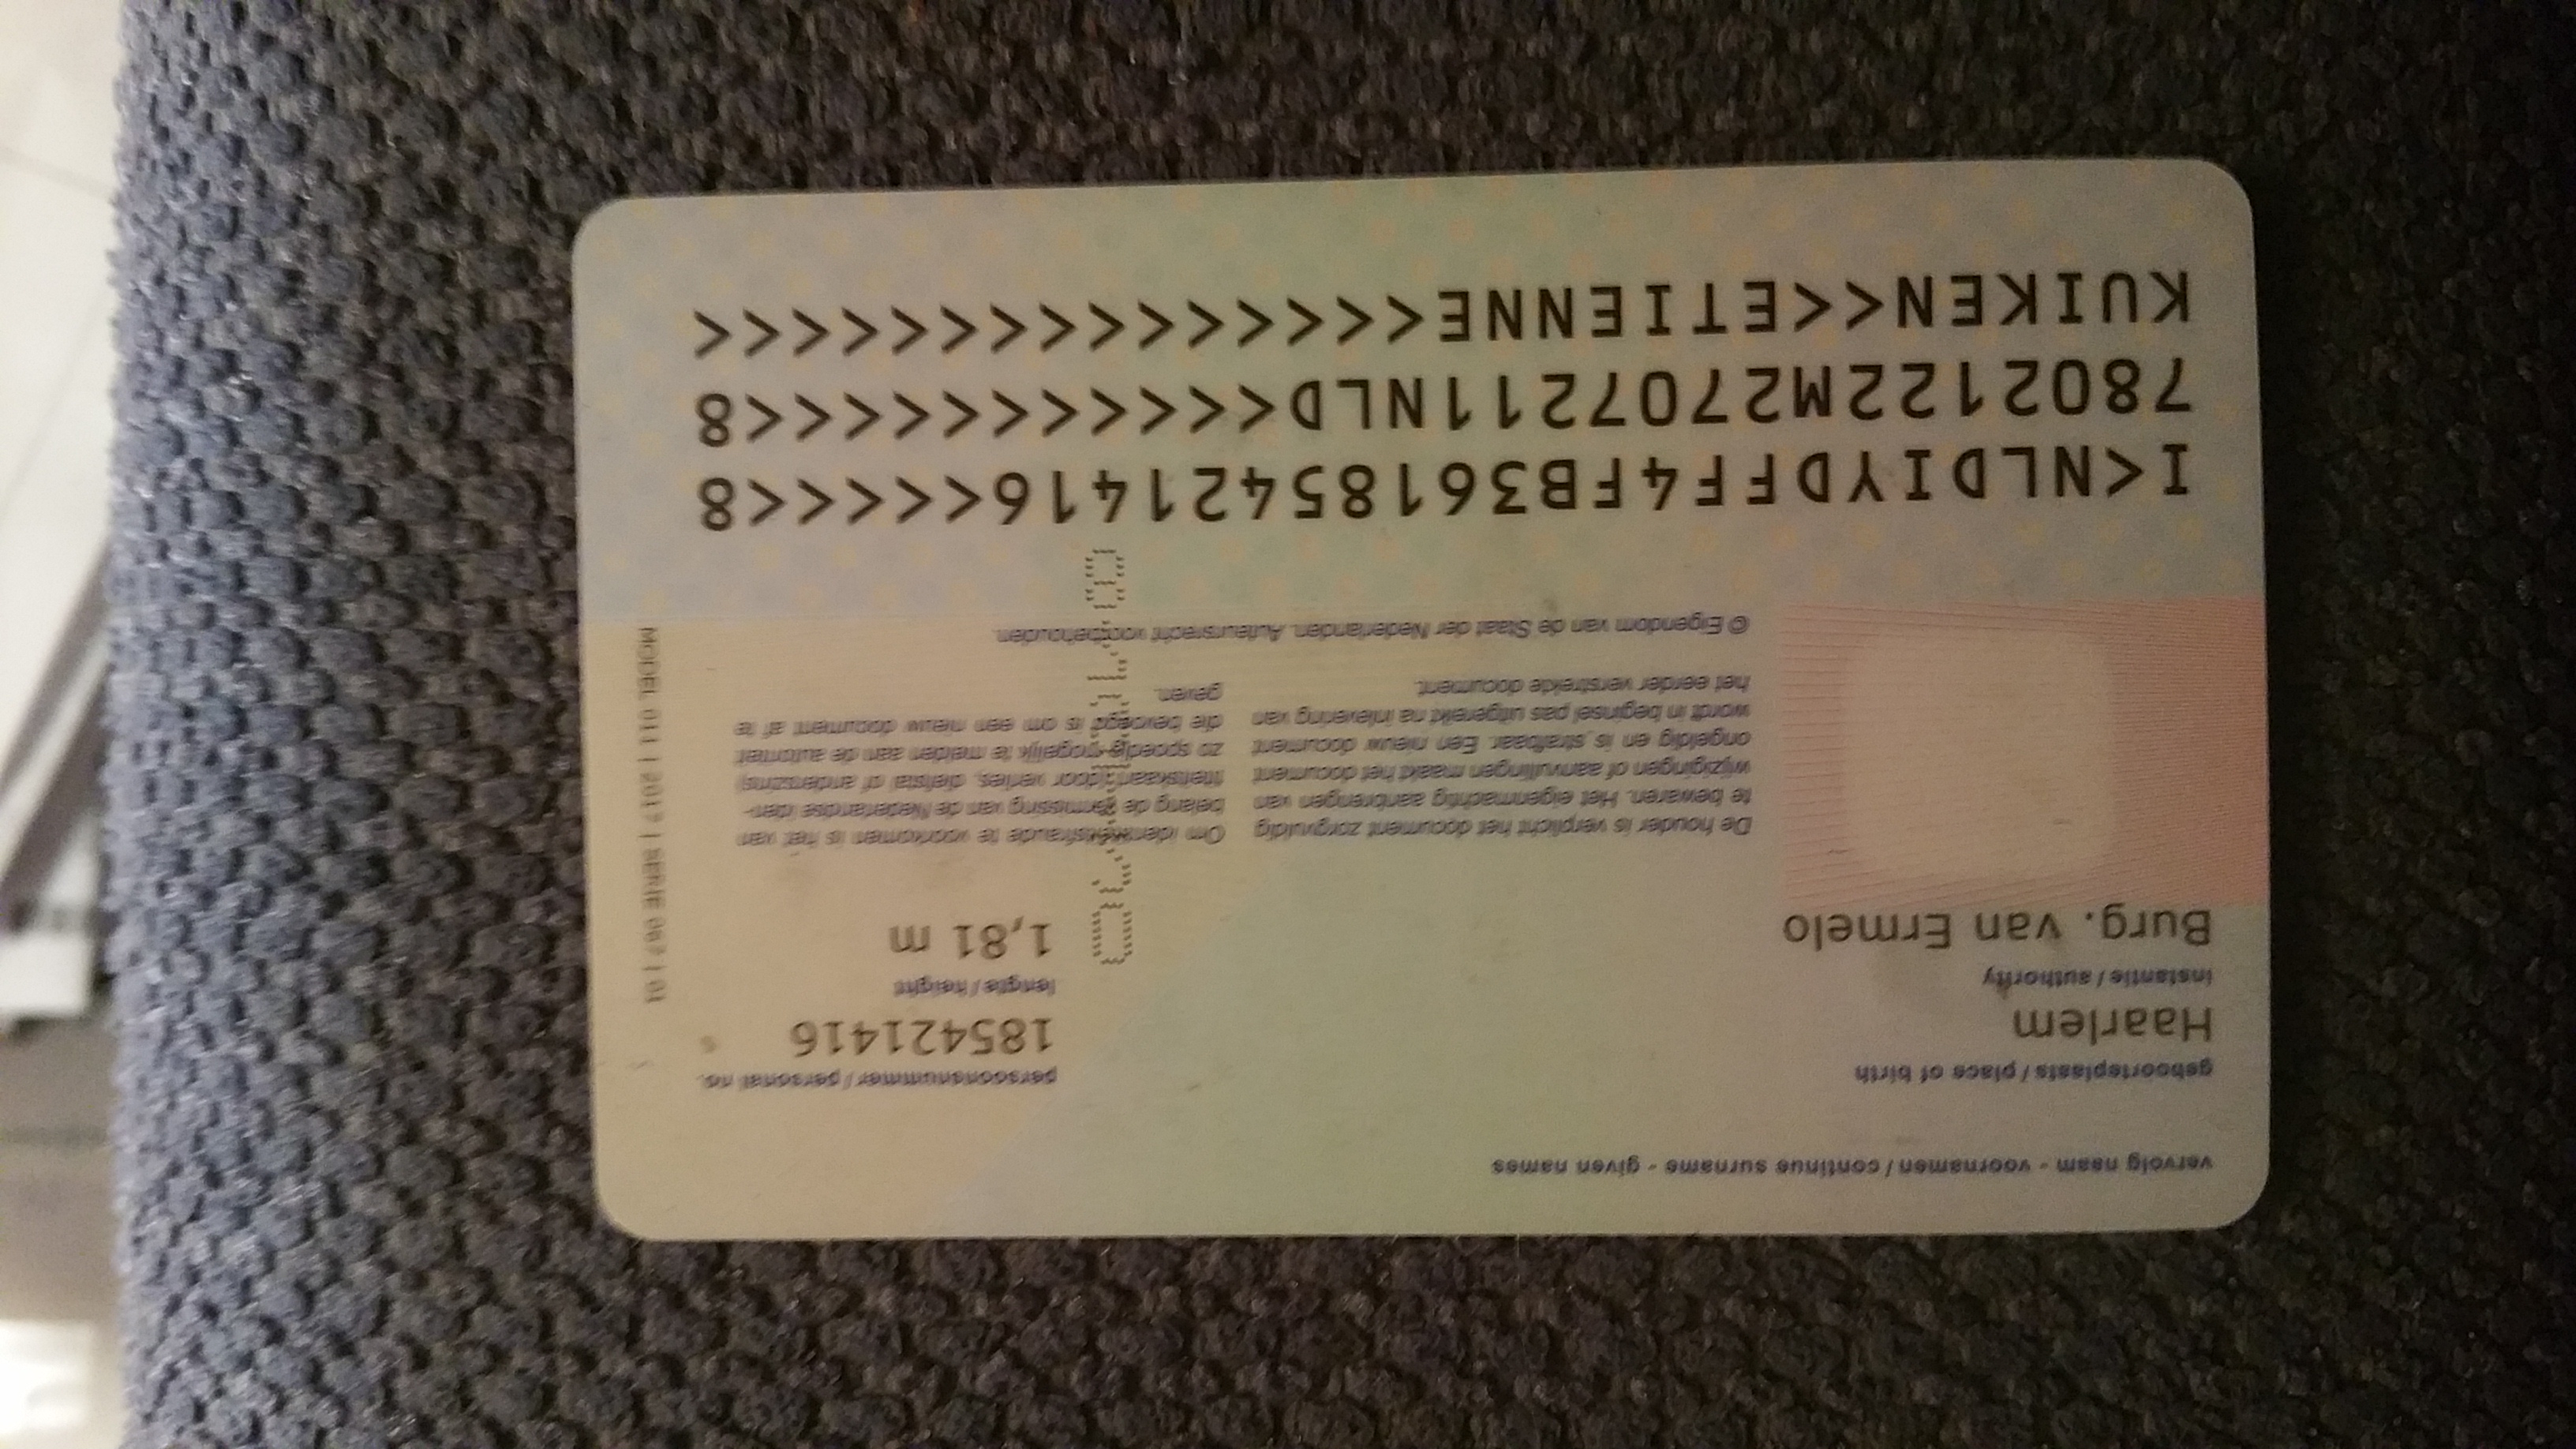 vervolg naam - voornamen / continue surname - given names
persoonsnummer / personal no.
185421416
geboorteplaats / place of birth
Haarlem
lengte / height
1,81 m
instantie / authority
Burg. van Ermelo
MODEL 011 | 2017 | SERIE 067 | 01
De houder is verplicht het document zorgvuldig
te bewaren. Het eigenmachtig aanbrengen van
wijzigingen of aanvullingen maakt het document
ongeldig en is strafbaar. Een nieuw document
wordt in beginsel pas uitgereikt na inlevering van
het eerder verstrekte document.
Om identiteitsfraude te voorkomen is het van
belang de vermissing van de Nederlandse iden-
titeitskaart (door verlies, diefstal of anderszins)
zo spoedig mogelijk te melden aan de autoriteit
die bevoegd is om een nieuw document af te
geven.
© Eigendom van de Staat der Nederlanden. Auteursrecht voorbehouden.
I<NLDIYDFF4FB36185421416<<<<<8
7802122M2707211NLD<<<<<<<<<<<8
KUIKEN<<ETIENNE<<<<<<<<<<<<<<<